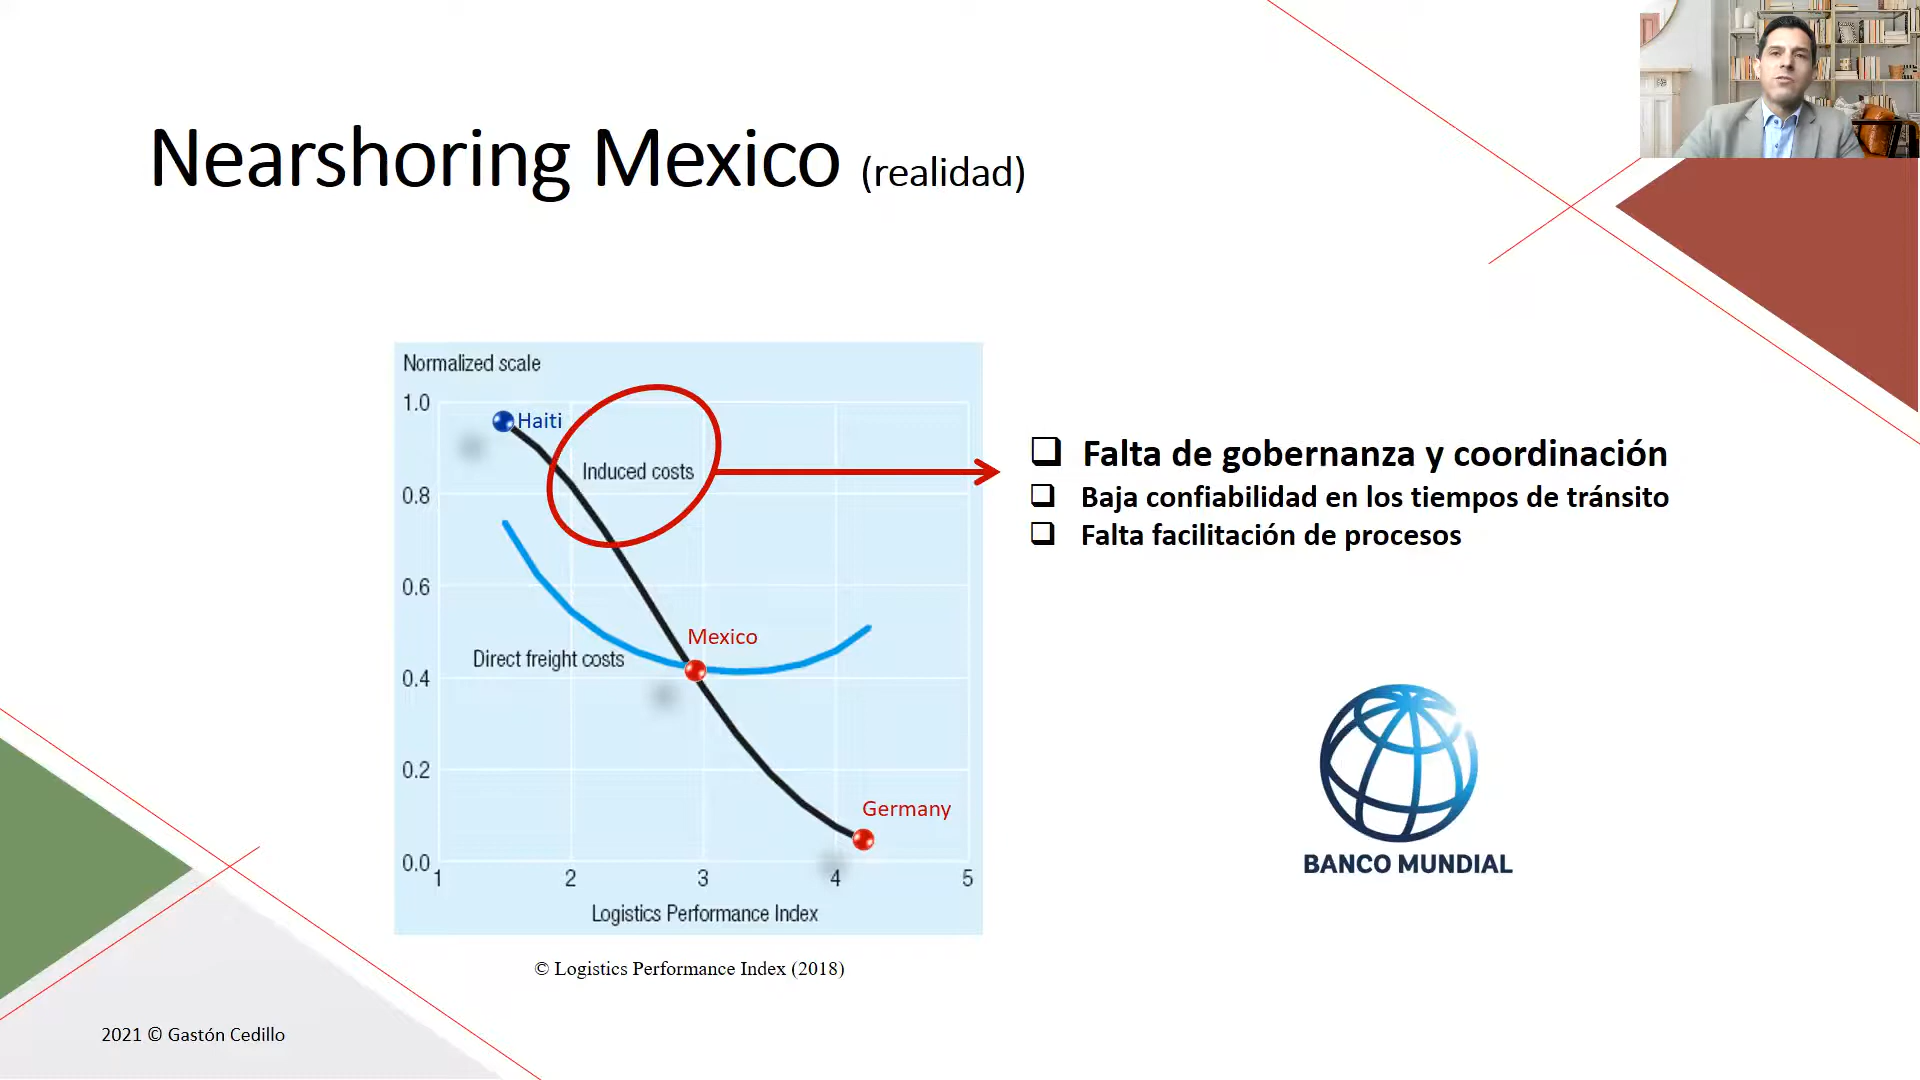 Nearshoring Mexico (realidad)
Normalized scale
1.0
Haiti
Induced costs
0.8
0.6
Mexico
Direct freight costs
0.4
0.2
Germany
0.0
1 2 3 4 5
Logistics Performance Index
© Logistics Performance Index (2018)
Falta de gobernanza y coordinación
Baja confiabilidad en los tiempos de tránsito
Falta facilitación de procesos
BANCO MUNDIAL
2021 © Gastón Cedillo